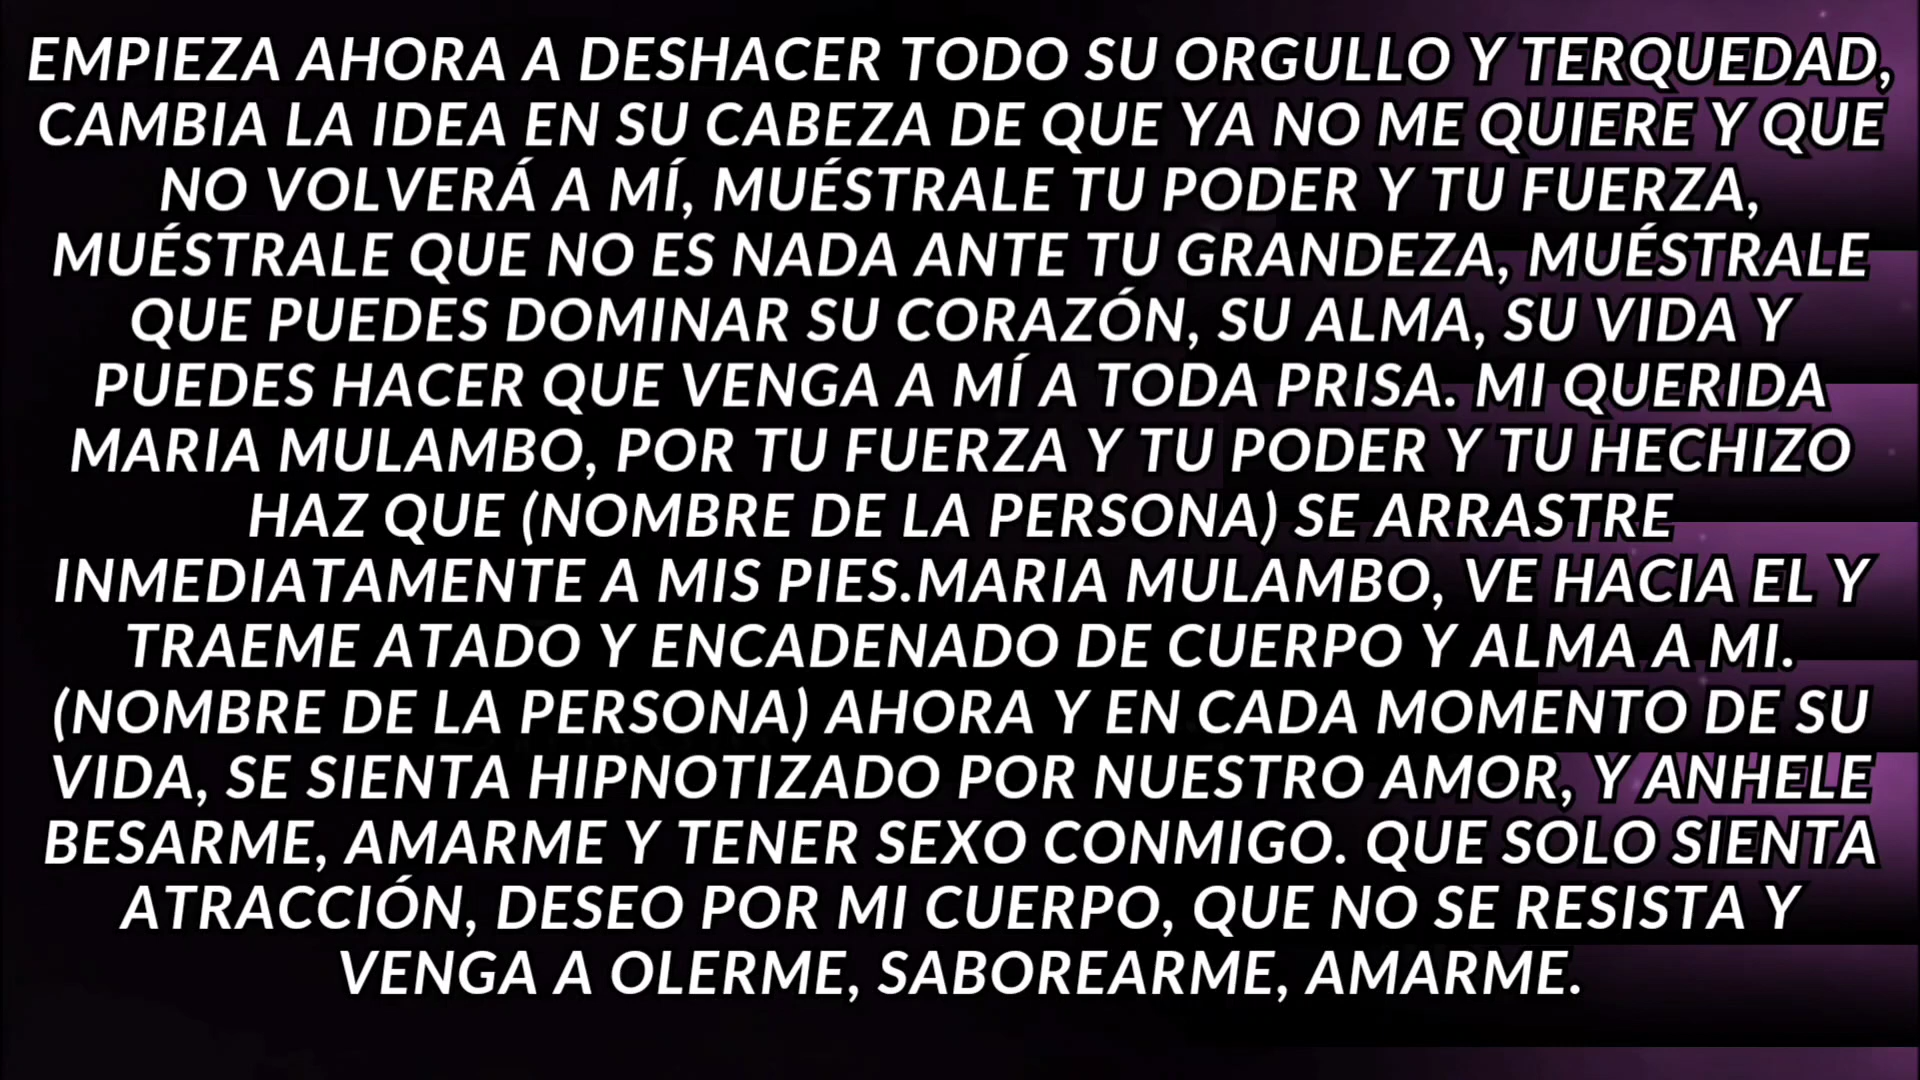 EMPIEZA AHORA A DESHACER TODO SU ORGULLO Y TERQUEDAD,
CAMBIA LA IDEA EN SU CABEZA DE QUE YA NO ME QUIERE Y QUE
NO VOLVERÁ A MÍ, MUÉSTRALE TU PODER Y TU FUERZA,
MUÉSTRALE QUE NO ES NADA ANTE TU GRANDEZA, MUÉSTRALE
QUE PUEDES DOMINAR SU CORAZÓN, SU ALMA, SU VIDA Y
PUEDES HACER QUE VENGA A MÍ A TODA PRISA. MI QUERIDA
MARIA MULAMBO, POR TU FUERZA Y TU PODER Y TU HECHIZO
HAZ QUE (NOMBRE DE LA PERSONA) SE ARRASTRE
INMEDIATAMENTE A MIS PIES.MARIA MULAMBO, VE HACIA EL Y
TRAEME ATADO Y ENCADENADO DE CUERPO Y ALMA A MI.
(NOMBRE DE LA PERSONA) AHORA Y EN CADA MOMENTO DE SU
VIDA, SE SIENTA HIPNOTIZADO POR NUESTRO AMOR, Y ANHELE
BESARME, AMARME Y TENER SEXO CONMIGO. QUE SOLO SIENTA
ATRACCIÓN, DESEO POR MI CUERPO, QUE NO SE RESISTA Y
VENGA A OLERME, SABOREARME, AMARME.